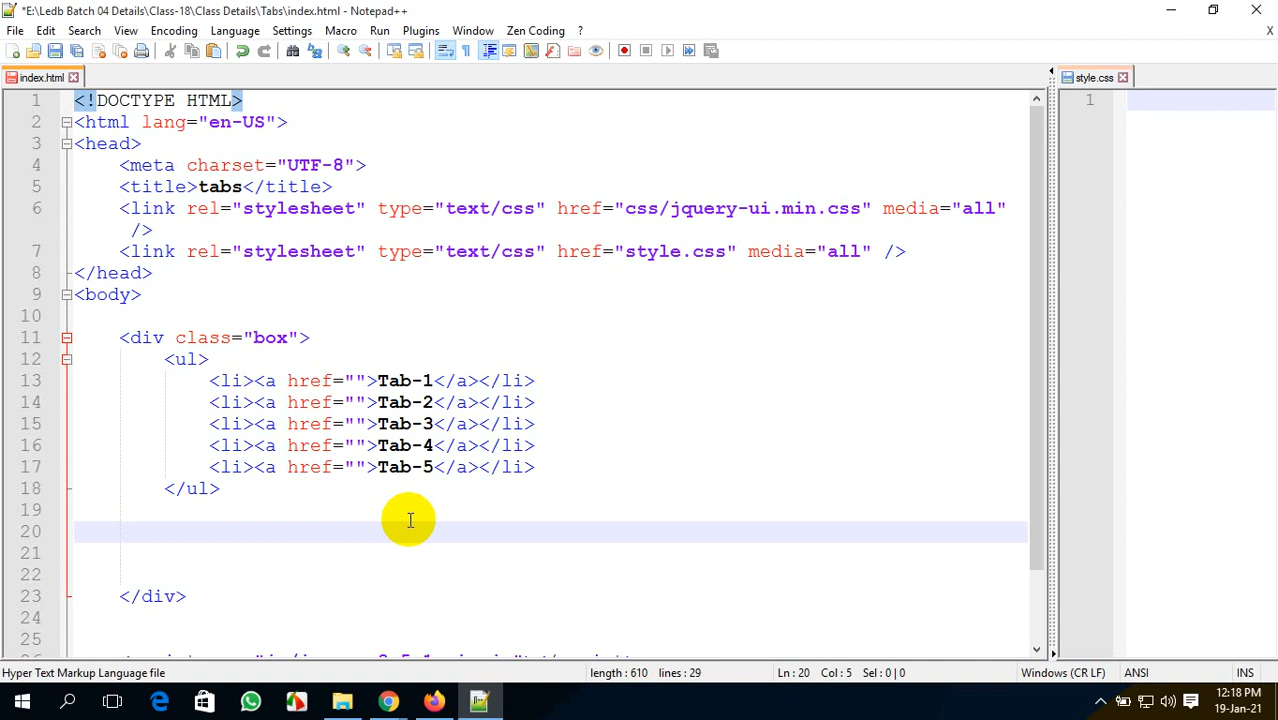 *E:\Ledb Batch 04 Details\Class-18\Class Details\Tabs\index.html - Notepad++
File Edit Search View Encoding Language Settings Macro Run Plugins Window Zen Coding ? X
index.html style.css
1 <!DOCTYPE HTML> 1
2 <html lang="en-US">
3 <head>
4 <meta charset="UTF-8">
5 <title>tabs</title>
6 <link rel="stylesheet" type="text/css" href="css/jquery-ui.min.css" media="all"
/>
7 <link rel="stylesheet" type="text/css" href="style.css" media="all" />
8 </head>
9 <body>
10
11 <div class="box">
12 <ul>
13 <li><a href="">Tab-1</a></li>
14 <li><a href="">Tab-2</a></li>
15 <li><a href="">Tab-3</a></li>
16 <li><a href="">Tab-4</a></li>
17 <li><a href="">Tab-5</a></li>
18 </ul>
19
20
21
22
23 </div>
24
25
Hyper Text Markup Language file length : 610 lines : 29 Ln : 20 Col : 5 Sel : 0 | 0 Windows (CR LF) ANSI INS
12:18 PM
19-Jan-21